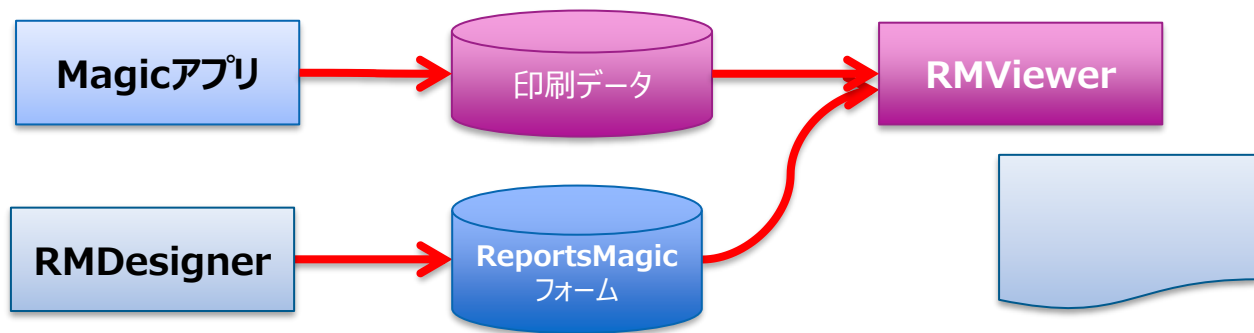 Magicアプリ
印刷データ
RMViewer
RMDesigner
ReportsMagic
フォーム